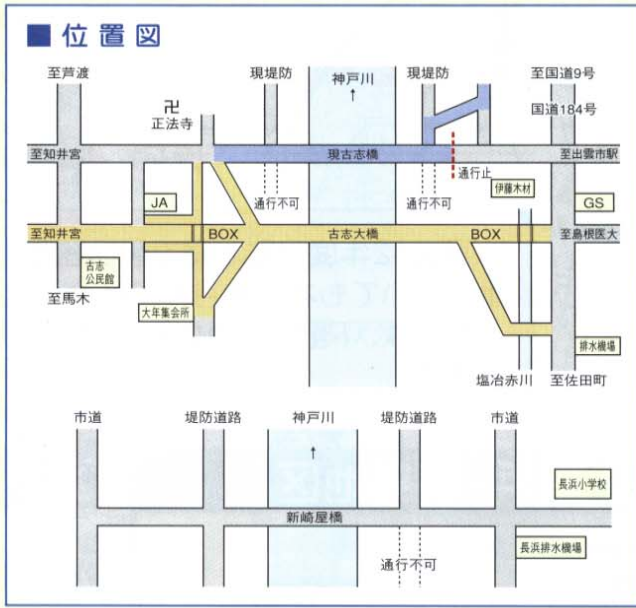 ■ 位置図
至芦渡
現堤防
神戸川
↑
現堤防
至国道9号
国道184号
卍
正法寺
至知井宮
現古志橋
至出雲市駅
通行止
JA
通行不可
通行不可
伊藤木材
GS
至知井宮
BOX
古志大橋
BOX
至島根医大
古志
公民館
至馬木
大年集会所
排水機場
塩冶赤川
至佐田町
市道
堤防道路
神戸川
↑
堤防道路
市道
長浜小学校
新崎屋橋
長浜排水機場
通行不可